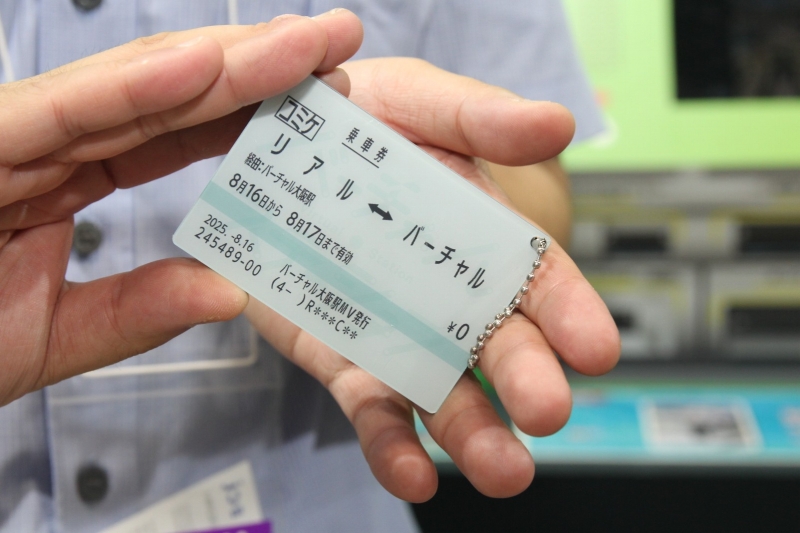 コミケ
乗車券
リアル ↔ バーチャル
経由:バーチャル大阪駅
8月16日から 8月17日まで有効
¥0
2025.-8.16
バーチャル大阪駅MV発行
245489-00
(4- )R***C**